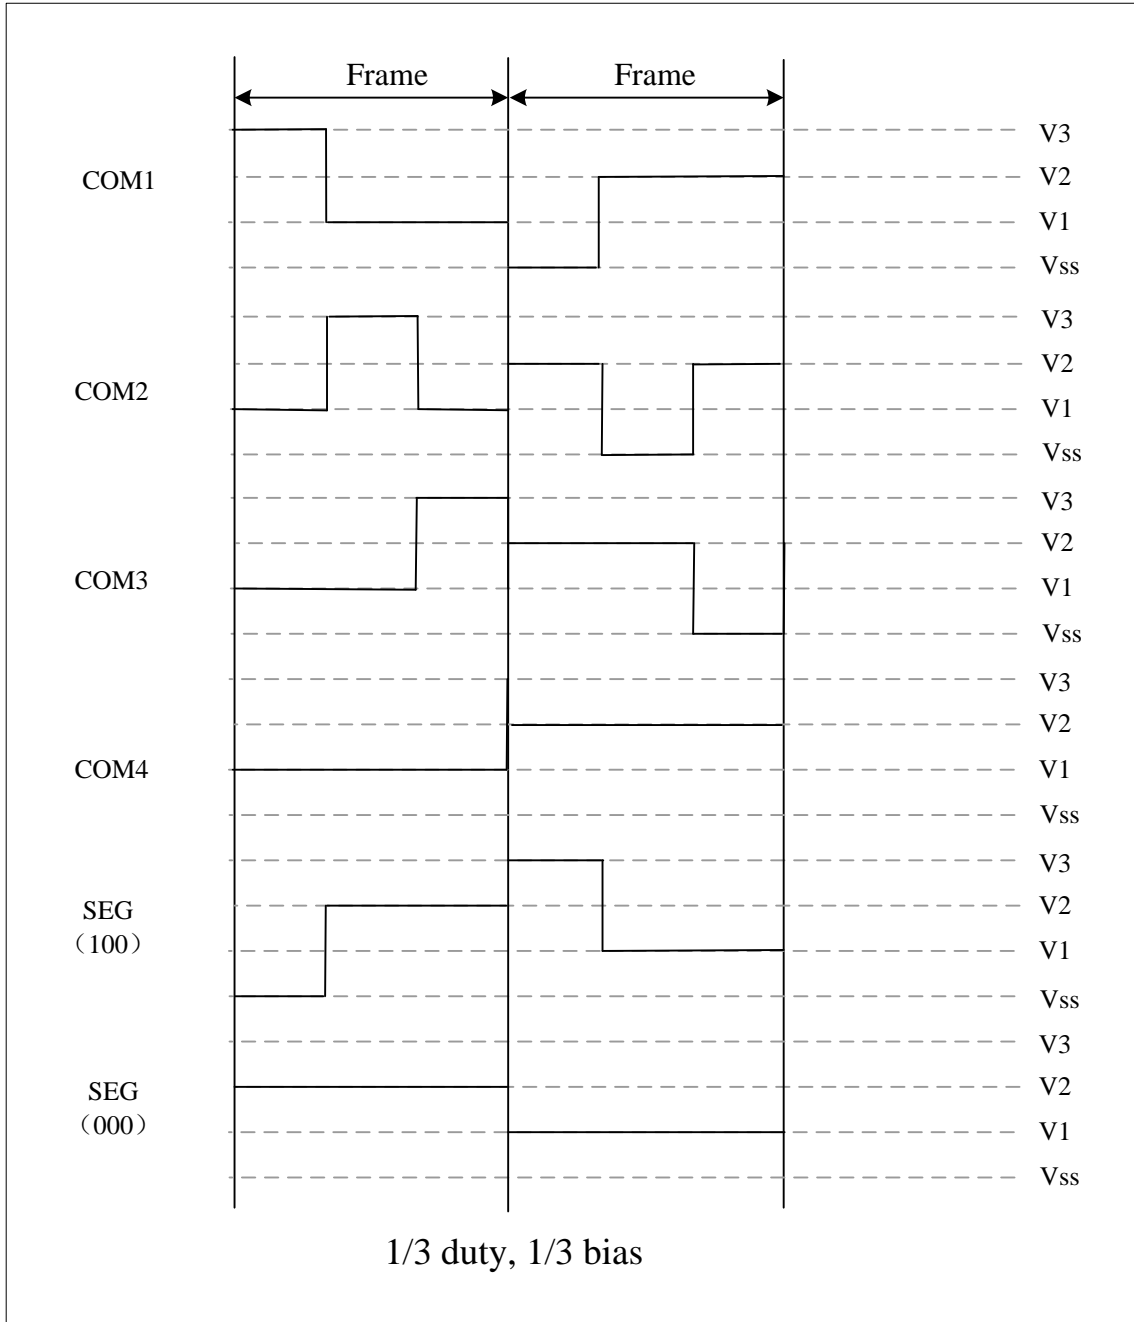 Frame Frame
V3
COM1 V2
V1
Vss
V3
V2
COM2
V1
Vss
V3
V2
COM3 V1
Vss
V3
V2
COM4 V1
Vss
V3
SEG V2
（100） V1
Vss
V3
SEG V2
（000） V1
Vss
1/3 duty, 1/3 bias